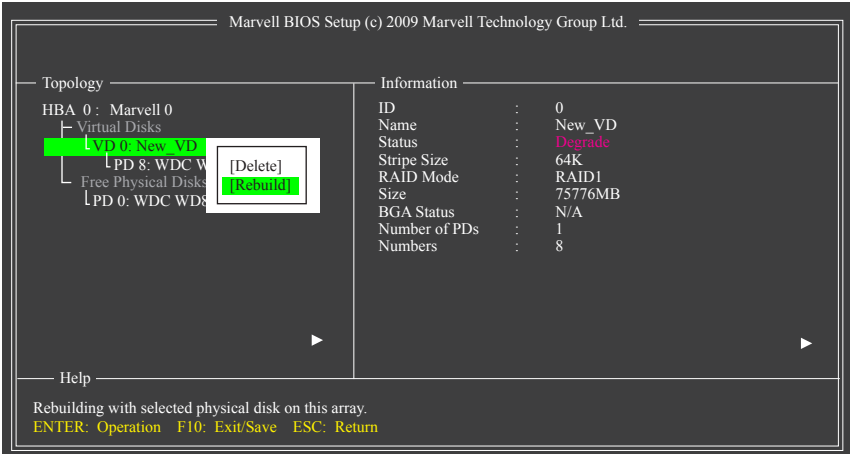 Marvell BIOS Setup (c) 2009 Marvell Technology Group Ltd.
Topology
HBA 0 : Marvell 0
Virtual Disks
VD 0: New_VD
PD 8: WDC
Free Physical Disks
PD 0: WDC
[Delete]
[Rebuild]
Information
ID : 0
Name : New_VD
Status : Degrade
Stripe Size : 64K
RAID Mode : RAID1
Size : 75776MB
BGA Status : N/A
Number of PDs : 1
Numbers : 8
Help
Rebuilding with selected physical disk on this array.
ENTER: Operation F10: Exit/Save ESC: Return